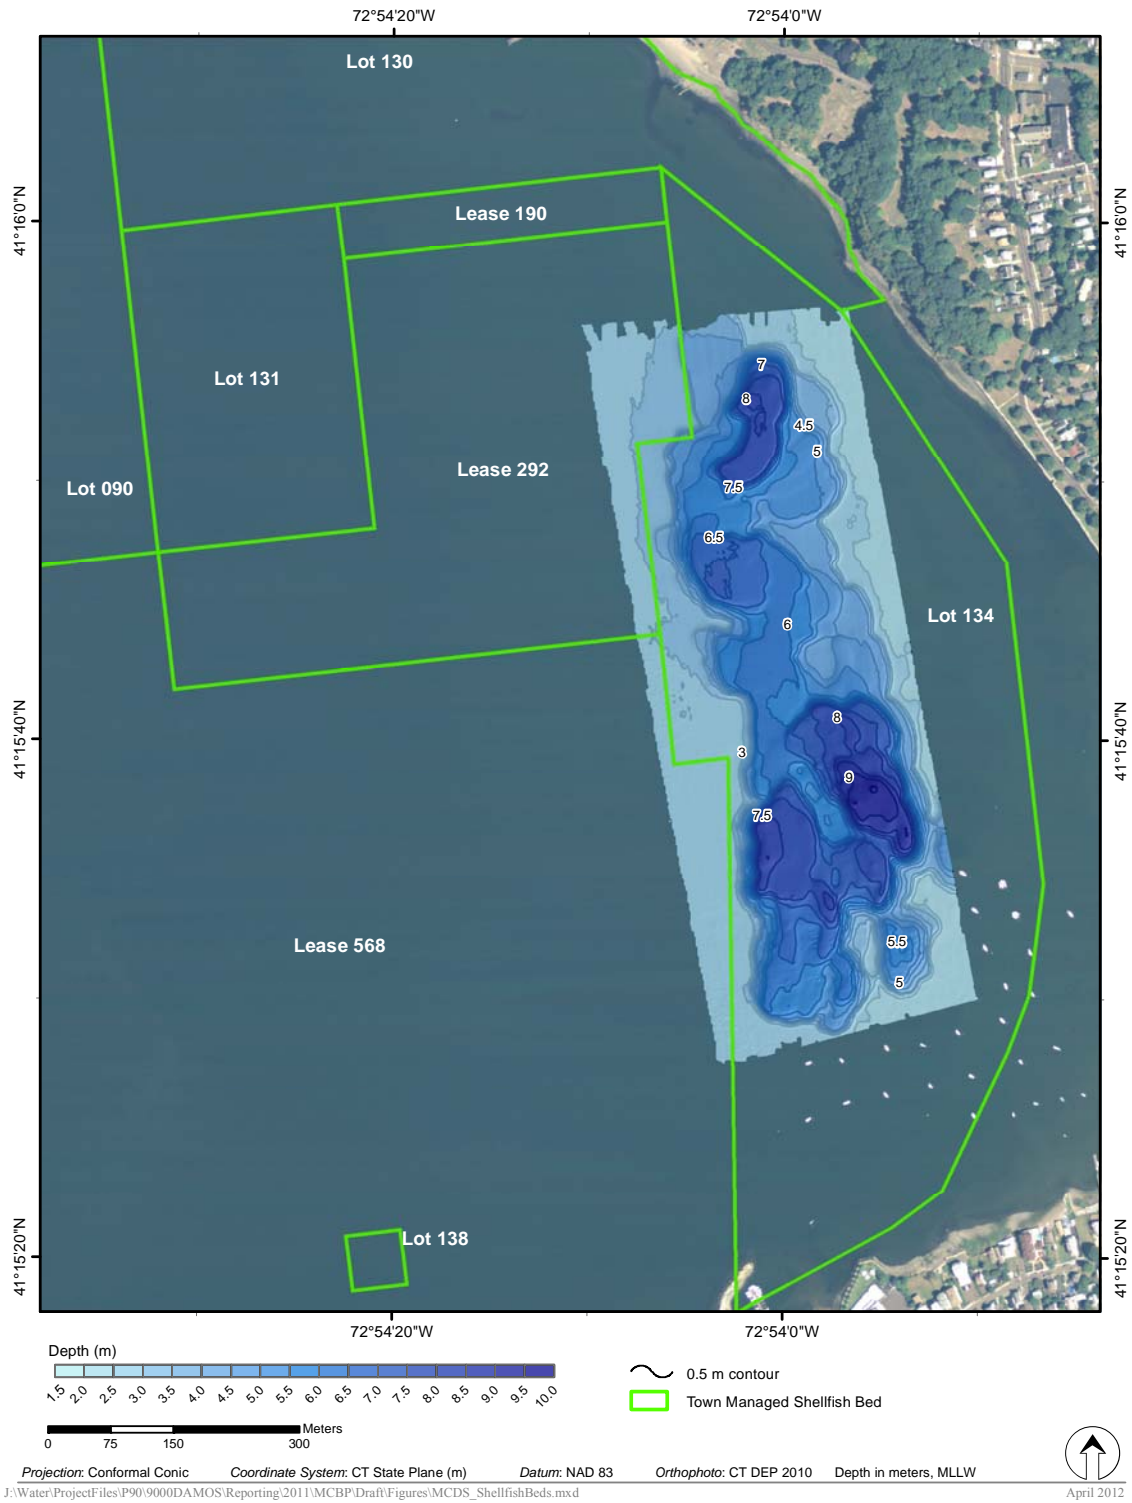 72°54'20"W
72°54'0"W
Lot 130
41°16'0"N
41°16'0"N
Lease 190
7
Lot 131
8
4.5
5
Lease 292
Lot 090
7.5
6.5
Lot 134
6
8
41°15'40"N
41°15'40"N
3
9
7.5
Lease 568
5.5
5
Lot 138
41°15'20"N
41°15'20"N
72°54'20"W
72°54'0"W
Depth (m)
1.5 2.0 2.5 3.0 3.5 4.0 4.5 5.0 5.5 6.0 6.5 7.0 7.5 8.0 8.5 9.0 9.5 10.0
0.5 m contour
Town Managed Shellfish Bed
Meters
0 75 150 300
Projection: Conformal Conic Coordinate System: CT State Plane (m) Datum: NAD 83 Orthophoto: CT DEP 2010 Depth in meters, MLLW
J:\Water\ProjectFiles\P90\9000DAMOS\Reporting\2011\MCBP\Draft\Figures\MCDS_ShellfishBeds.mxd
April 2012